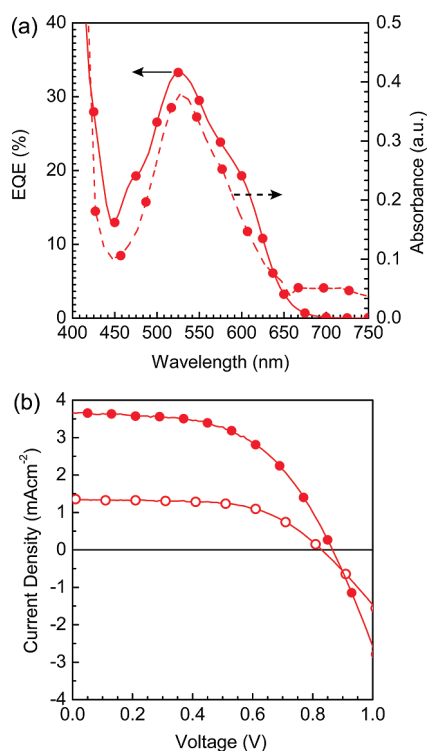 (a)
40
30
20
10
0
EQE (%)
0.5
0.4
0.3
0.2
0.1
0.0
Absorbance (a.u.)
400 450 500 550 600 650 700 750
Wavelength (nm)
(b)
4
3
2
1
0
-1
-2
-3
-4
Current Density (mAcm⁻²)
0.0 0.2 0.4 0.6 0.8 1.0
Voltage (V)